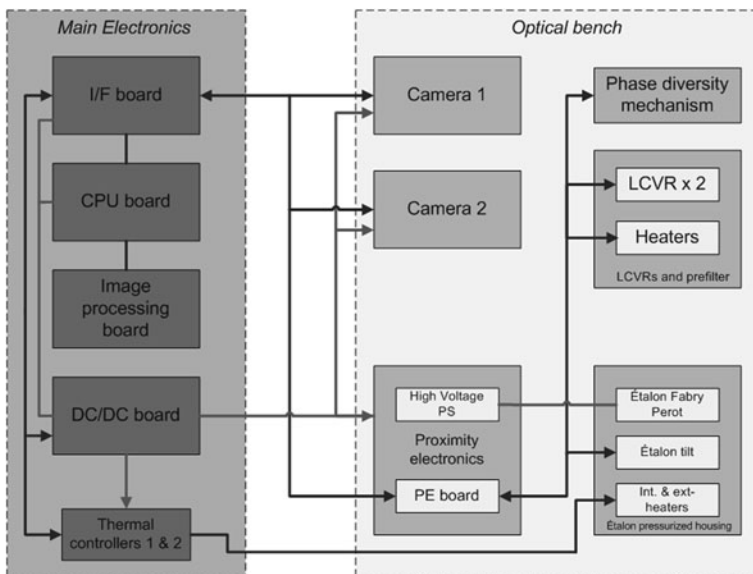 Main Electronics
I/F board
CPU board
Image
processing
board
DC/DC board
Thermal
controllers 1 & 2
Optical bench
Camera 1
Camera 2
High Voltage
PS
Proximity
electronics
PE board
Phase diversity
mechanism
LCVR x 2
Heaters
LCVRs and prefilter
Étalon Fabry
Perot
Étalon tilt
Int. & ext-
heaters
Étalon pressurized housing